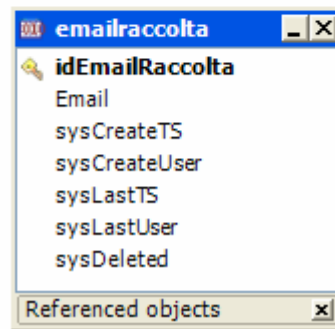 emailraccolta
idEmailRaccolta
Email
sysCreateTS
sysCreateUser
sysLastTS
sysLastUser
sysDeleted
Referenced objects